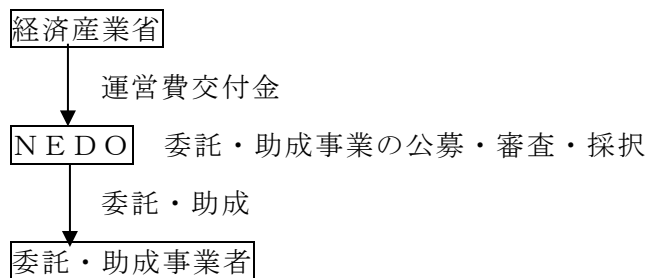 経済産業省
運営費交付金
ＮＥＤＯ　委託・助成事業の公募・審査・採択
委託・助成
委託・助成事業者